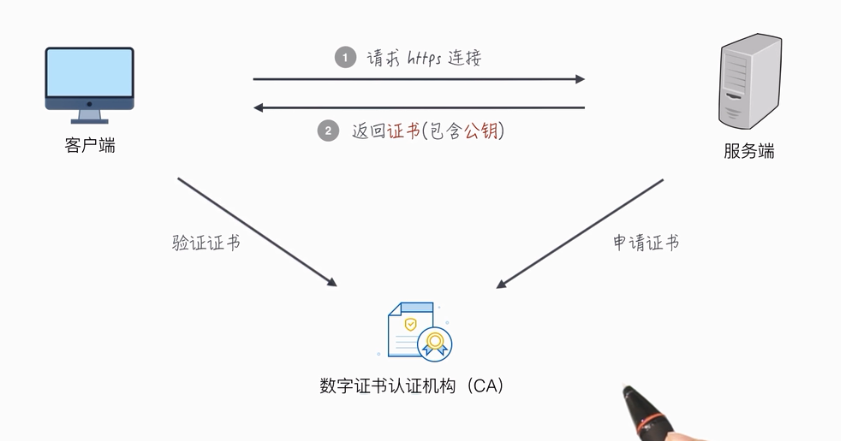 1 请求 https 连接
2 返回证书(包含公钥)
客户端
服务端
验证证书
申请证书
数字证书认证机构（CA）